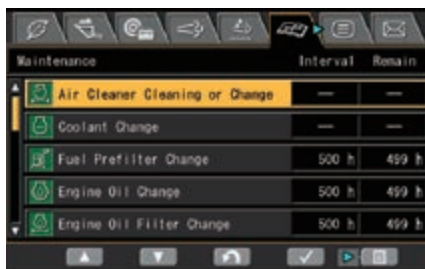 Maintenance Interval Remain
Air Cleaner Cleaning or Change — —
Coolant Change — —
Fuel Prefilter Change 500 h 499 h
Engine Oil Change 500 h 499 h
Engine Oil Filter Change 500 h 499 h